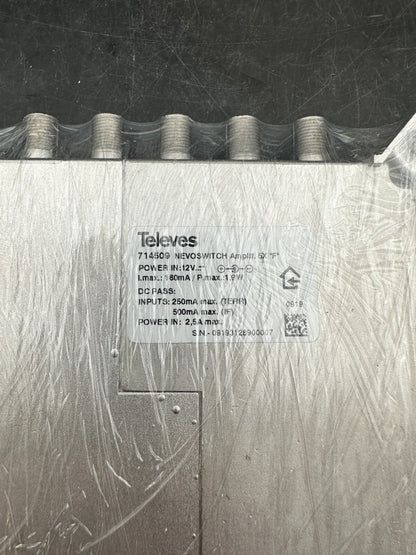 Televes
714509 NEVOSWITCH Amplif. 5X"F"
POWER IN:12V
I.max.: 160mA / P.max.:1.9W
DC PASS:
INPUTS: 250mA max. (TERR)
500mA max. (IF)
POWER IN: 2,5A max.
0919
S.N.- 09193128900007